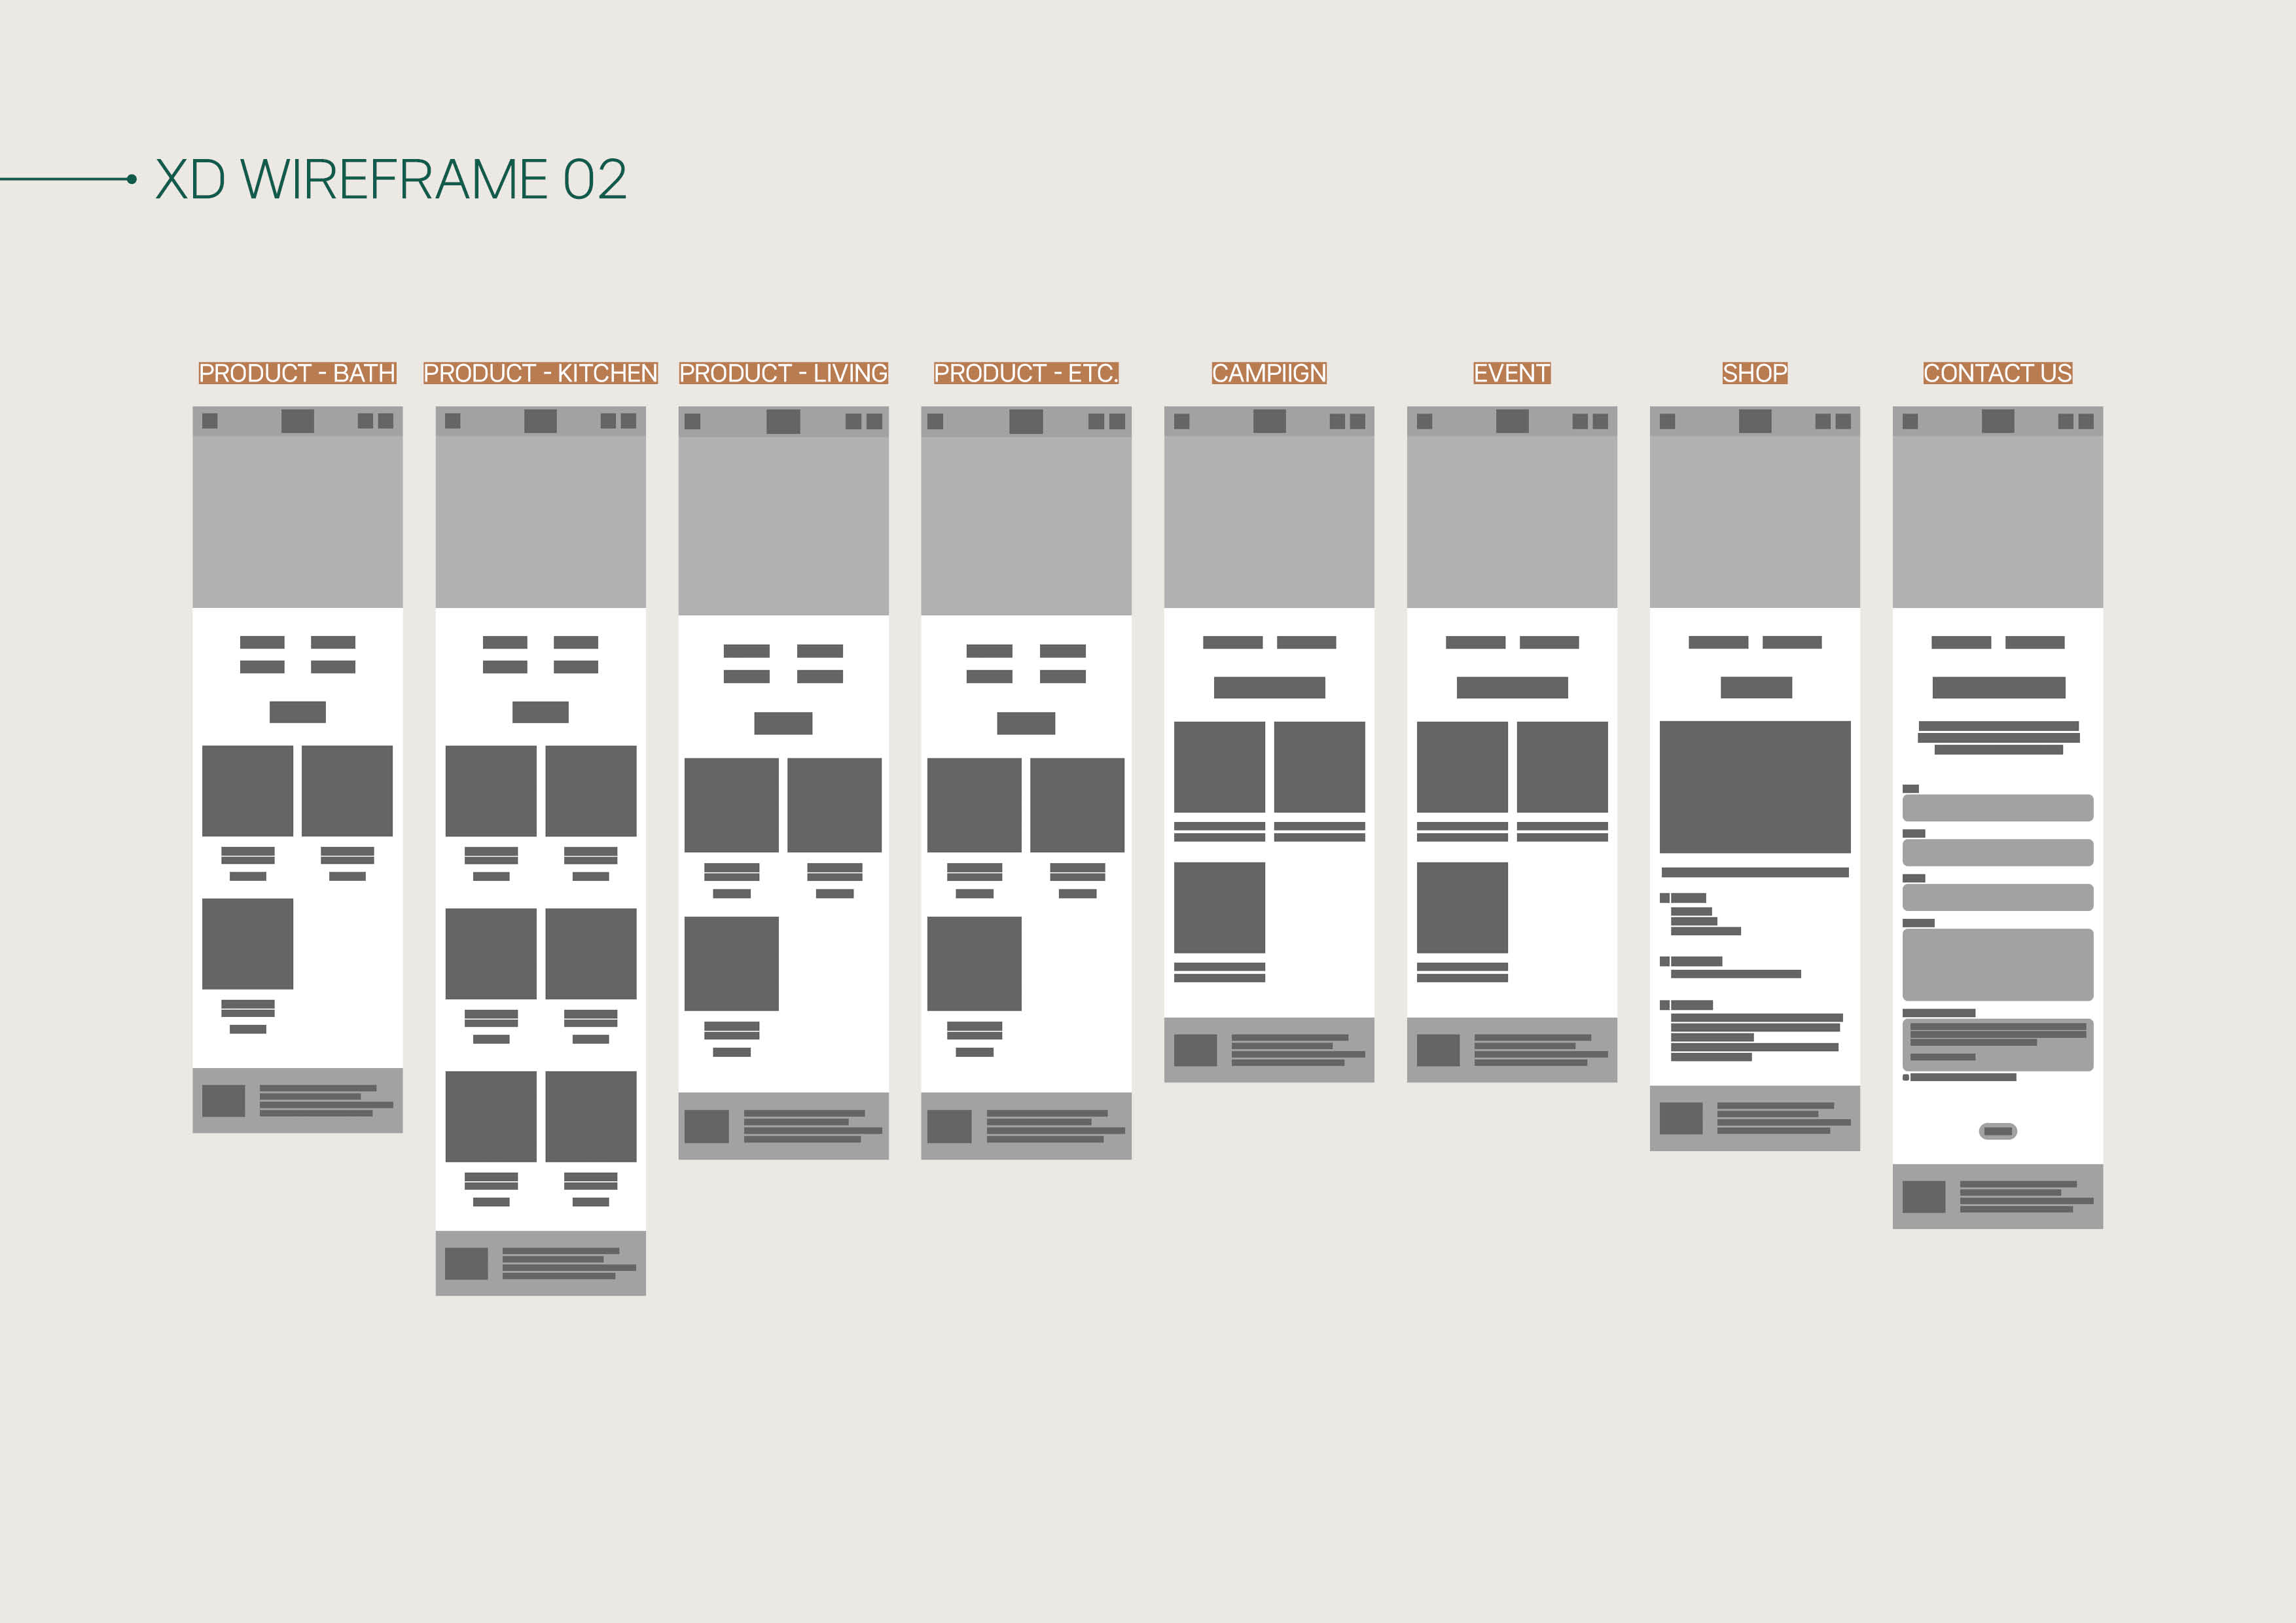 XD WIREFRAME 02
PRODUCT - BATH
PRODUCT - KITCHEN
PRODUCT - LIVING
PRODUCT - ETC.
CAMPIIGN
EVENT
SHOP
CONTACT US